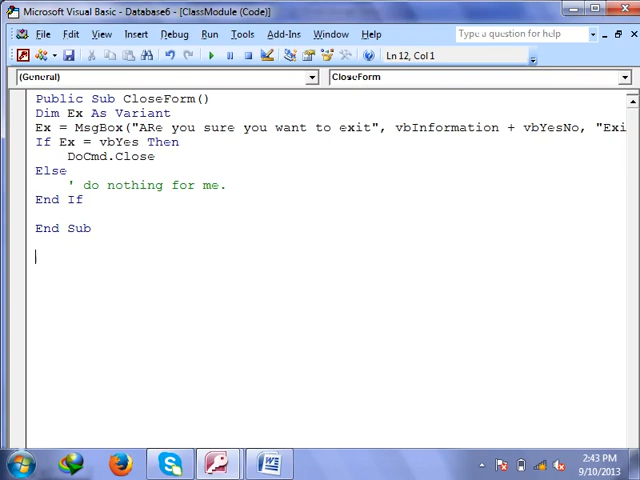 Microsoft Visual Basic - Database6 - [ClassModule (Code)]
File Edit View Insert Debug Run Tools Add-Ins Window Help Type a question for help
Ln 12, Col 1
(General) CloseForm
Public Sub CloseForm()
Dim Ex As Variant
Ex = MsgBox("ARe you sure you want to exit", vbInformation + vbYesNo, "Exi
If Ex = vbYes Then
DoCmd.Close
Else
' do nothing for me.
End If
End Sub
2:43 PM
9/10/2013